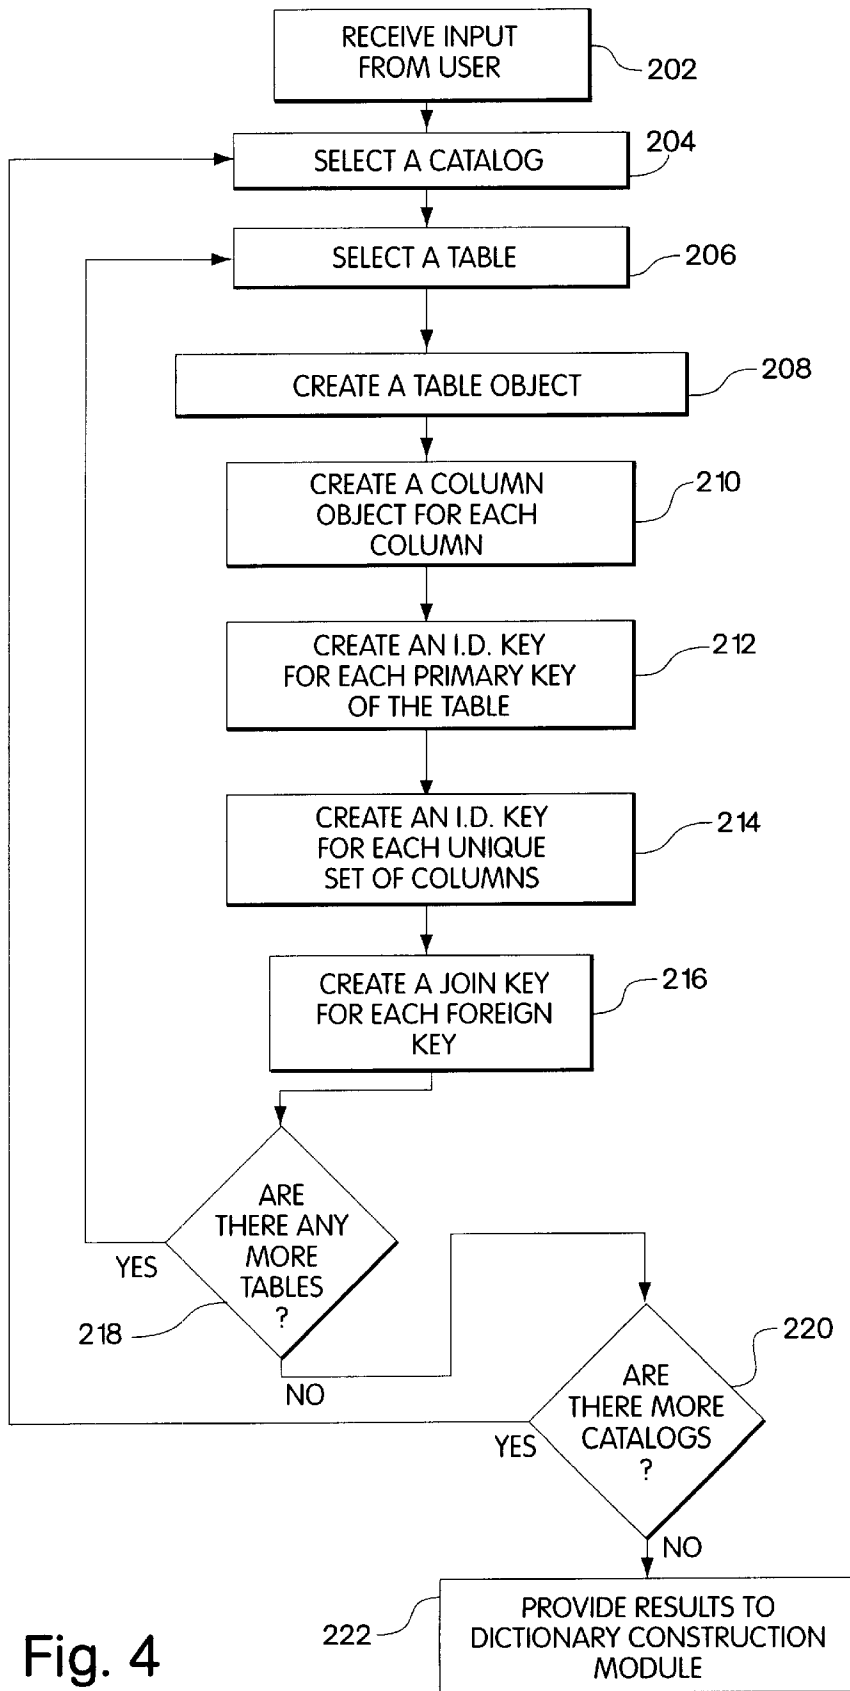 RECEIVE INPUT
FROM USER
202
SELECT A CATALOG
204
SELECT A TABLE
206
CREATE A TABLE OBJECT
208
CREATE A COLUMN
OBJECT FOR EACH
COLUMN
210
CREATE AN I.D. KEY
FOR EACH PRIMARY KEY
OF THE TABLE
212
CREATE AN I.D. KEY
FOR EACH UNIQUE
SET OF COLUMNS
214
CREATE A JOIN KEY
FOR EACH FOREIGN
KEY
216
ARE
THERE ANY
MORE
TABLES
?
YES
218
NO
ARE
THERE MORE
CATALOGS
?
220
YES
NO
PROVIDE RESULTS TO
DICTIONARY CONSTRUCTION
MODULE
222
Fig. 4